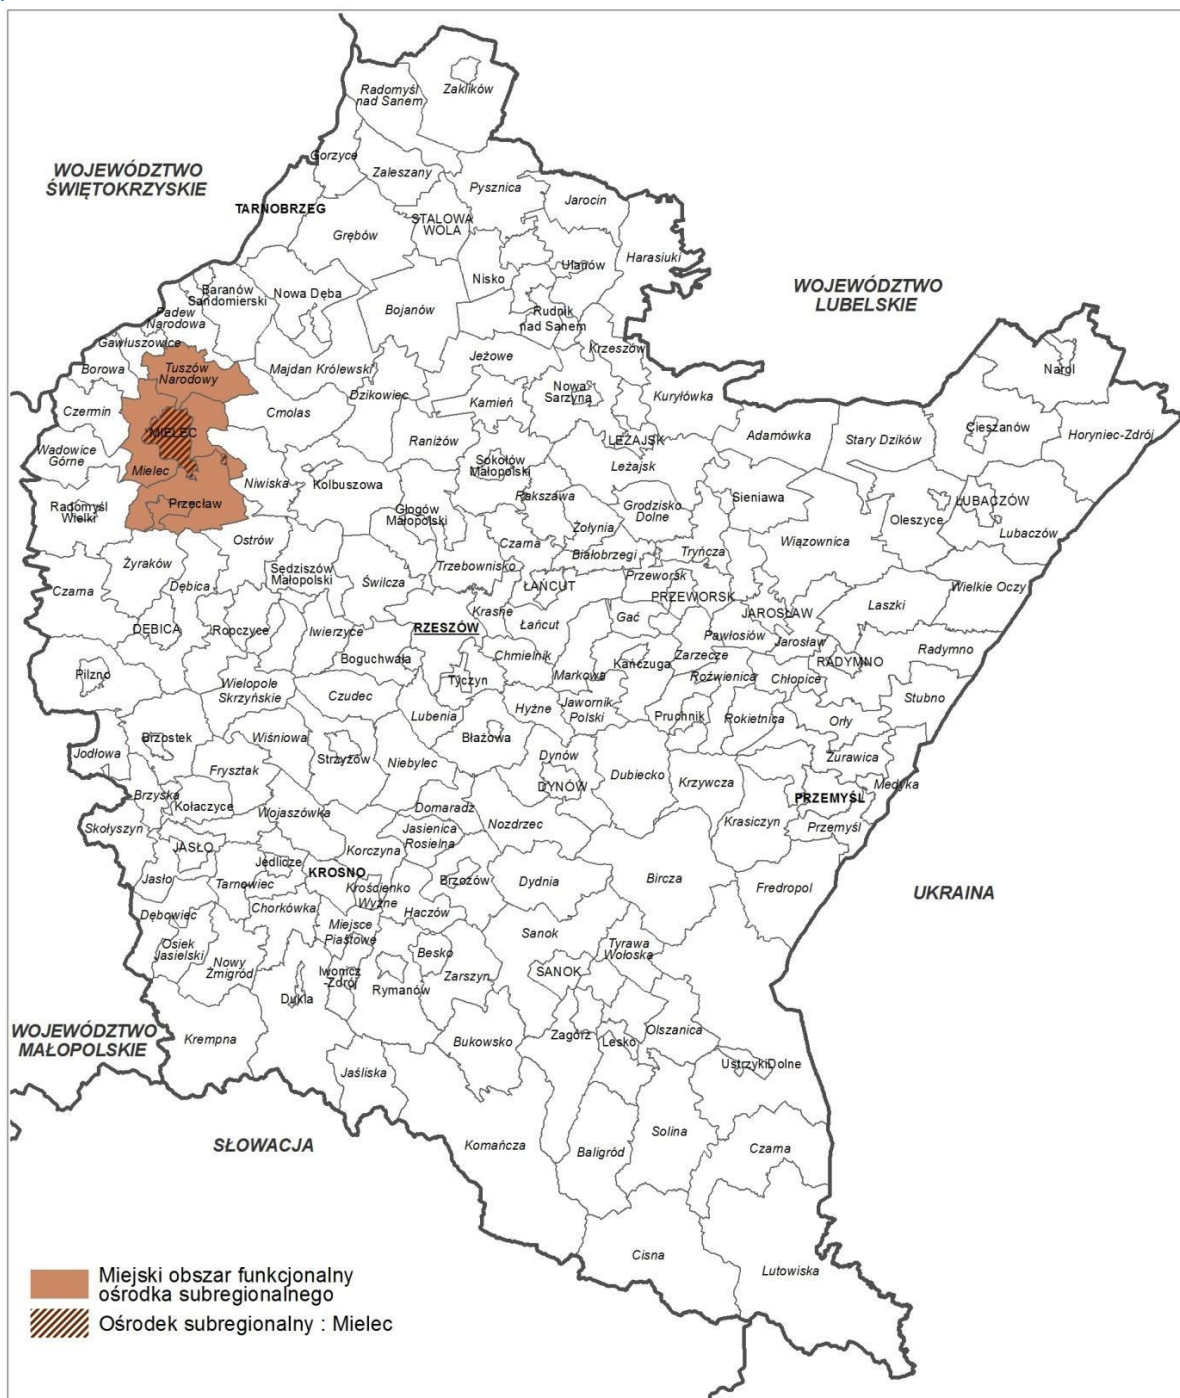 Radomyśl
nad Sanem
Zaklików
WOJEWÓDZTWO
ŚWIĘTOKRZYSKIE
Gorzyce
Zaleszany
Pysznica
Jarocin
TARNOBRZEG
STALOWA
WOLA
Grębów
Harasiuki
Ulanów
Nisko
WOJEWÓDZTWO
LUBELSKIE
Baranów
Sandomierski
Nowa Dęba
Bojanów
Rudnik
nad Sanem
Padew
Narodowa
Gawłuszowice
Krzeszów
Jeżowe
Borowa
Tuszów
Narodowy
Majdan Królewski
Dzikowiec
Nowa
Sarzyna
Kuryłówka
Narol
Kamień
Czermin
Cmolas
MIELEC
Raniżów
LEŻAJSK
Adamówka
Stary Dzików
Cieszanów
Horyniec-Zdrój
Wadowice
Górne
Mielec
Niwiska
Kolbuszowa
Sokołów
Małopolski
Leżajsk
Radomyśl
Wielki
Przecław
Głogów
Małopolski
Rakszawa
Grodzisko
Dolne
Sieniawa
LUBACZÓW
Oleszyce
Lubaczów
Ostrów
Czarna
Żołynia
Wiązownica
Żyraków
Dębica
Sędziszów
Małopolski
Świlcza
Trzebownisko
Białobrzegi
Tryńcza
Czarna
ŁAŃCUT
Przeworsk
PRZEWORSK
Wielkie Oczy
Krasne
Łańcut
Gać
JAROSŁAW
Laszki
DĘBICA
Ropczyce
Iwierzyce
RZESZÓW
Pawłosiów
Jarosław
Radymno
Boguchwała
Chmielnik
Markowa
Kańczuga
Zarzecze
RADYMNO
Pilzno
Wielopole
Skrzyńskie
Czudec
Tyczyn
Roźwienica
Chłopice
Stubno
Lubenia
Hyżne
Jawornik
Polski
Pruchnik
Rokietnica
Orły
Brzostek
Wiśniowa
Strzyżów
Niebylec
Błażowa
Dynów
Żurawica
Jodłowa
Frysztak
DYNÓW
Dubiecko
Krzywcza
Medyka
Brzyska
Kołaczyce
Wojaszówka
Domaradz
PRZEMYŚL
Skołyszyn
Jasienica
Rosielna
Nozdrzec
Krasiczyn
Przemyśl
JASŁO
Korczyna
Jedlicze
KROSNO
Brzozów
Dydnia
Bircza
Fredropol
UKRAINA
Jasło
Tarnowiec
Krościenko
Wyżne
Dębowiec
Chorkówka
Haczów
Miejsce
Piastowe
Sanok
Tyrawa
Wołoska
Osiek
Jasielski
Nowy
Żmigród
Besko
Zarszyn
SANOK
Iwonicz
-Zdrój
Rymanów
Dukla
WOJEWÓDZTWO
MAŁOPOLSKIE
Krempna
Bukowsko
Zagórz
Lesko
Olszanica
Jaśliska
UstrzykiDolne
SŁOWACJA
Komańcza
Baligród
Solina
Czarna
Cisna
Lutowiska
Miejski obszar funkcjonalny
ośrodka subregionalnego
Ośrodek subregionalny : Mielec